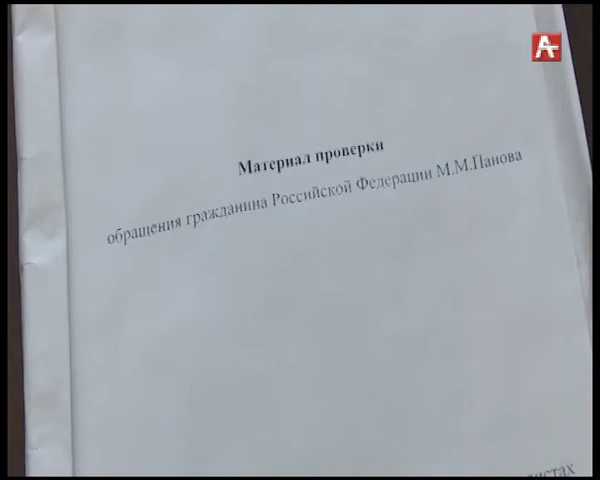 Материал проверки
обращения гражданина Российской Федерации М.М.Панова